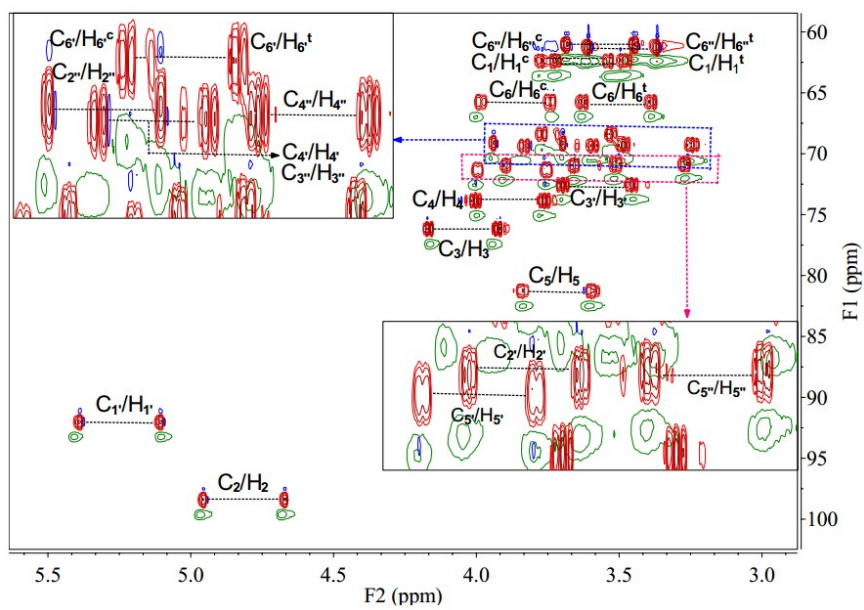 C6'/H6'c
C6'/H6't
C2''/H2''
C4''/H4''
C4'/H4'
C3''/H3''
C6''/H6''c
C6''/H6''t
C1/H1c
C1/H1t
C6/H6c
C6/H6t
C4/H4
C3'/H3'
C3/H3
C5/H5
C2'/H2'
C5'/H5'
C5''/H5''
C1'/H1'
C2/H2
60
65
70
75
80
85
90
95
100
F1 (ppm)
5.5
5.0
4.5
4.0
3.5
3.0
F2 (ppm)